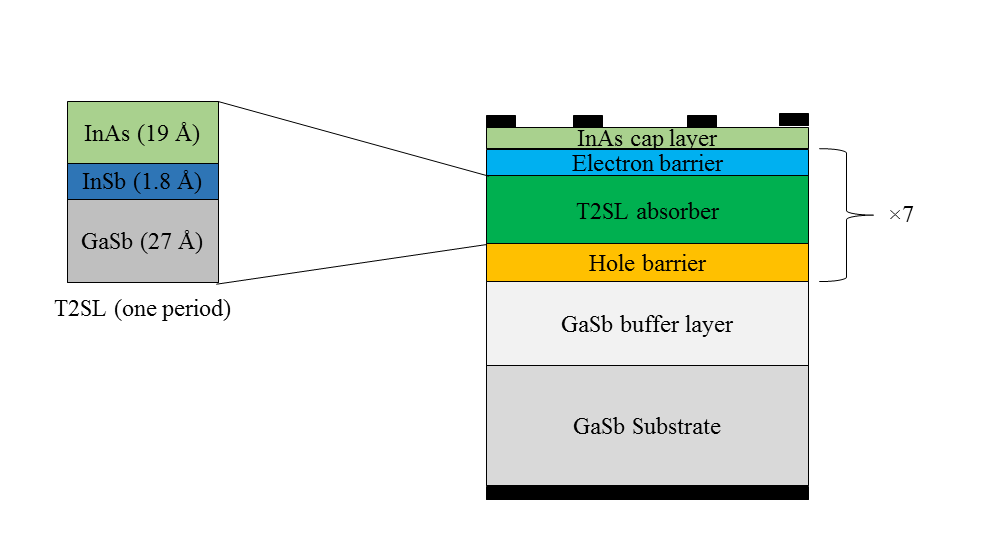 InAs (19 Å)
InSb (1.8 Å)
GaSb (27 Å)
T2SL (one period)
InAs cap layer
Electron barrier
T2SL absorber
Hole barrier
×7
GaSb buffer layer
GaSb Substrate